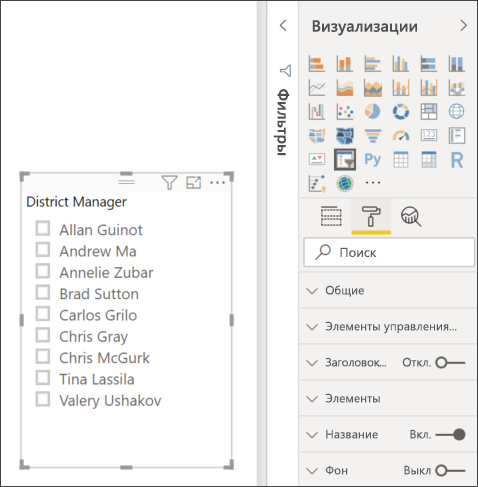 District Manager
Allan Guinot
Andrew Ma
Annelie Zubar
Brad Sutton
Carlos Grilo
Chris Gray
Chris McGurk
Tina Lassila
Valery Ushakov
Фильтры
Визуализации
123
Py
R
Поиск
Общие
Элементы управления...
Заголовок... Откл.
Элементы
Название Вкл.
Фон Выкл